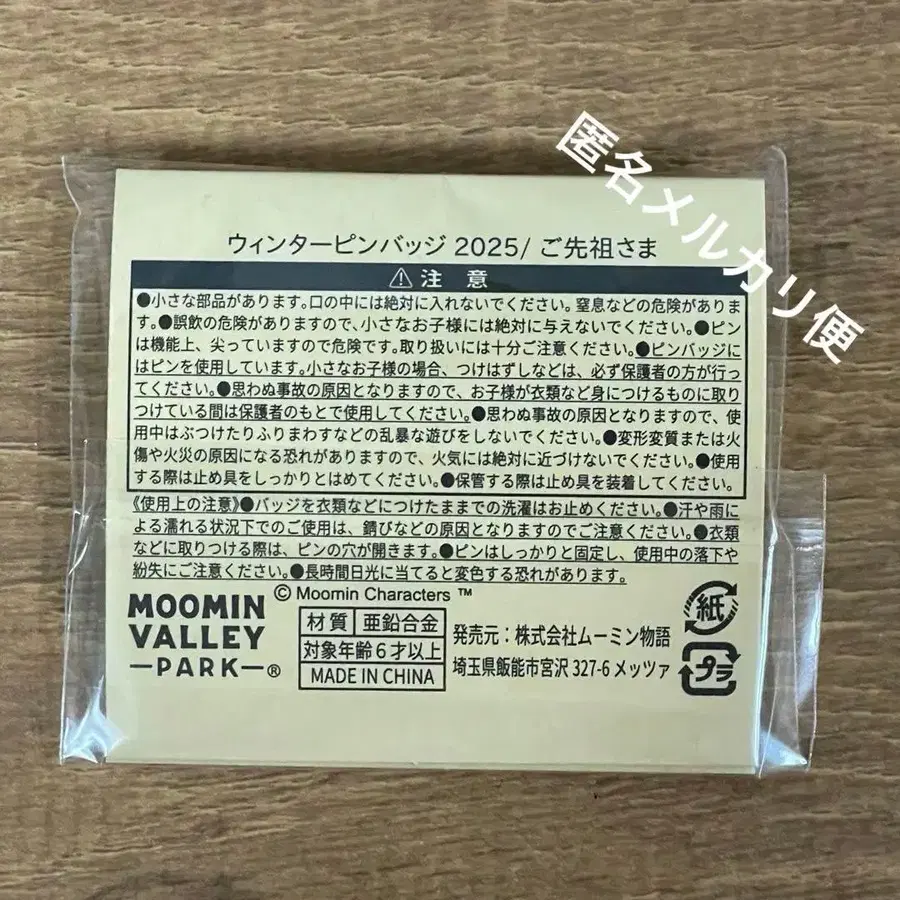 匿名メルカリ便
ウィンターピンバッジ 2025/ ご先祖さま
⚠注 意
●小さな部品があります。口の中には絶対に入れないでください。窒息などの危険がありま
す。●誤飲の危険がありますので、小さなお子様には絶対に与えないでください。●ピン
は機能上、尖っていますので危険です。取り扱いには十分ご注意ください。●ピンバッジに
はピンを使用しています。小さなお子様の場合、つけはずしなどは、必ず保護者の方が行っ
てください。●思わぬ事故の原因となりますので、お子様が衣類など身につけるものに取り
つけている間は保護者のもとで使用してください。●思わぬ事故の原因となりますので、使
用中はぶつけたりふりまわすなどの乱暴な遊びをしないでください。●変形変質または火
傷や火災の原因になる恐れがありますので、火気には絶対に近づけないでください。●使用
する際は止め具をしっかりとはめてください。●保管する際は止め具を装着してください。
《使用上の注意》●バッジを衣類などにつけたままでの洗濯はお止めください。●汗や雨に
よる濡れる状況下でのご使用は、錆びなどの原因となりますのでご注意ください。●衣類
などに取りつける際は、ピンの穴が開きます。●ピンはしっかりと固定し、使用中の落下や
紛失にご注意ください。●長時間日光に当てると変色する恐れがあります。
© Moomin Characters ™
MOOMIN
VALLEY
—PARK—®
材質 亜鉛合金
対象年齢6才以上
MADE IN CHINA
発売元：株式会社ムーミン物語
埼玉県飯能市宮沢 327-6 メッツァ
紙
プラ